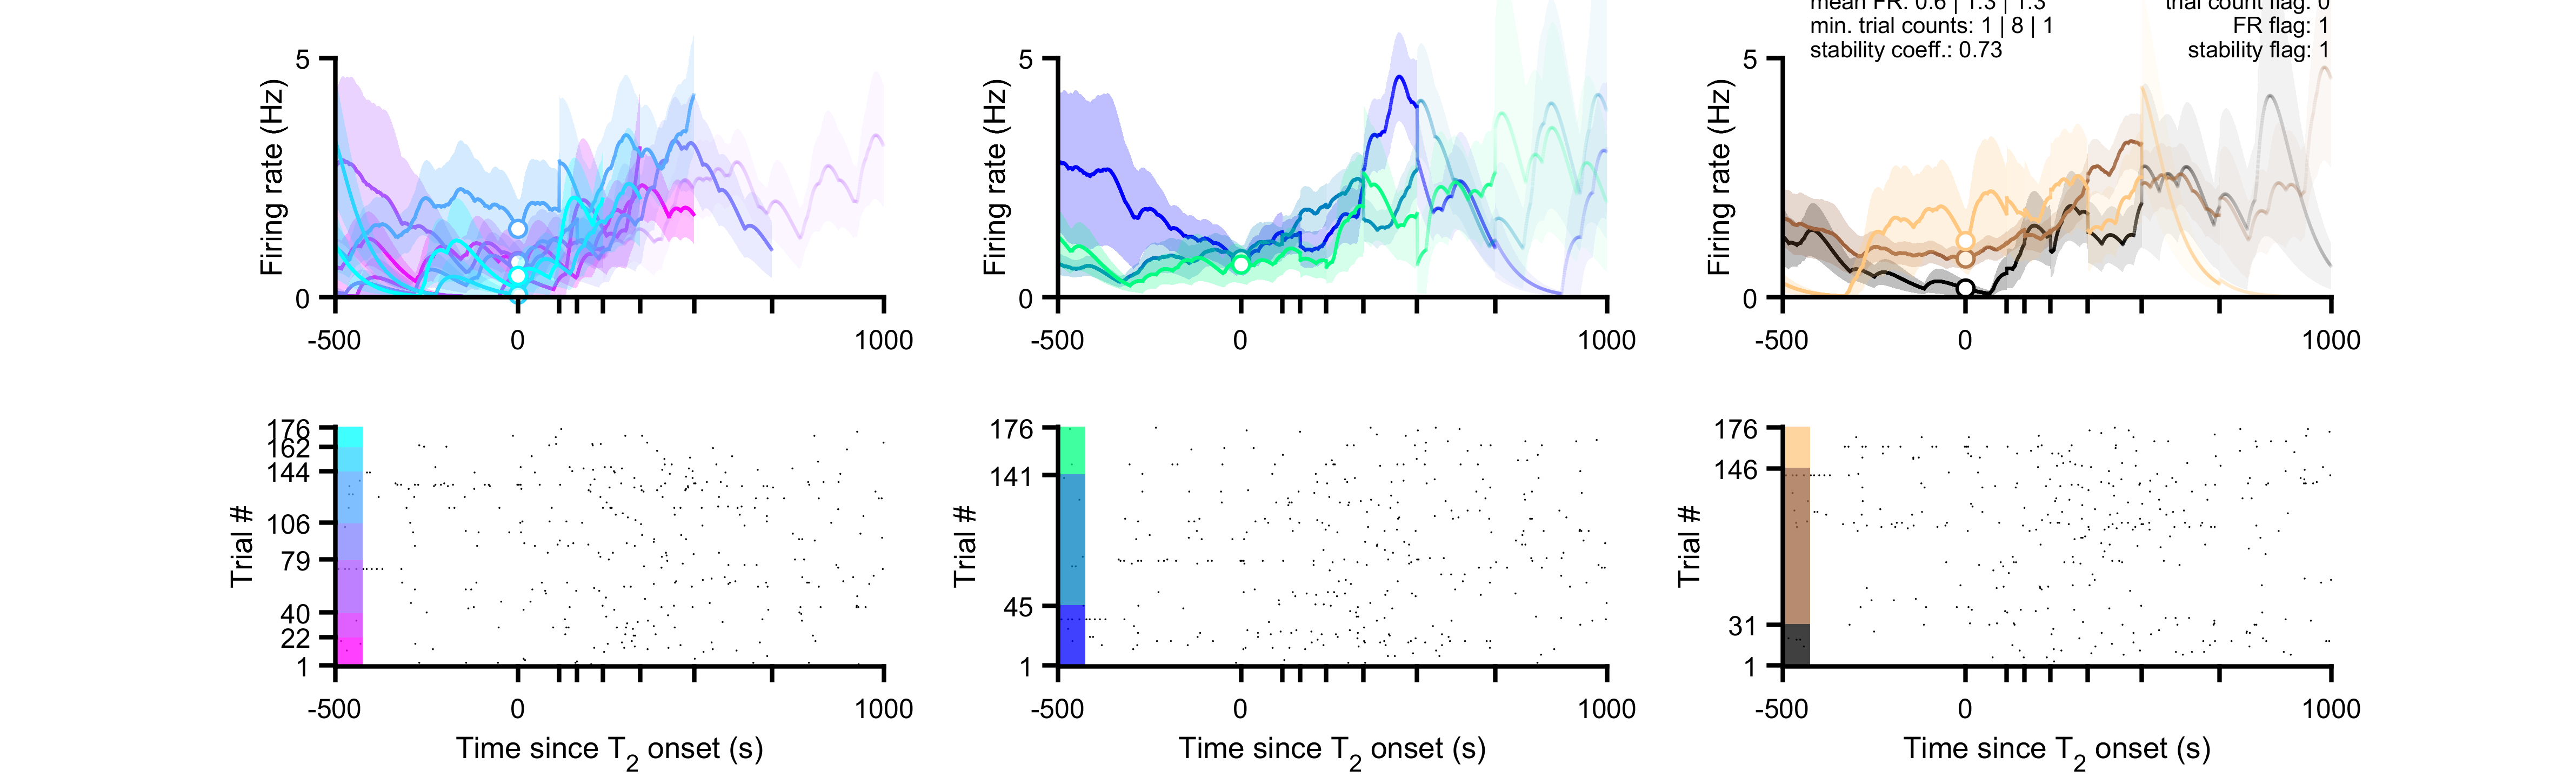 mean FR: 0.6 | 1.3 | 1.3
trial count flag: 0
min. trial counts: 1 | 8 | 1
FR flag: 1
stability coeff.: 0.73
stability flag: 1
5
0
Firing rate (Hz)
-500
0
1000
5
0
Firing rate (Hz)
-500
0
1000
5
0
Firing rate (Hz)
-500
0
1000
176
162
144
106
79
40
22
1
Trial #
-500
0
1000
Time since T2 onset (s)
176
141
45
1
Trial #
-500
0
1000
Time since T2 onset (s)
176
146
31
1
Trial #
-500
0
1000
Time since T2 onset (s)